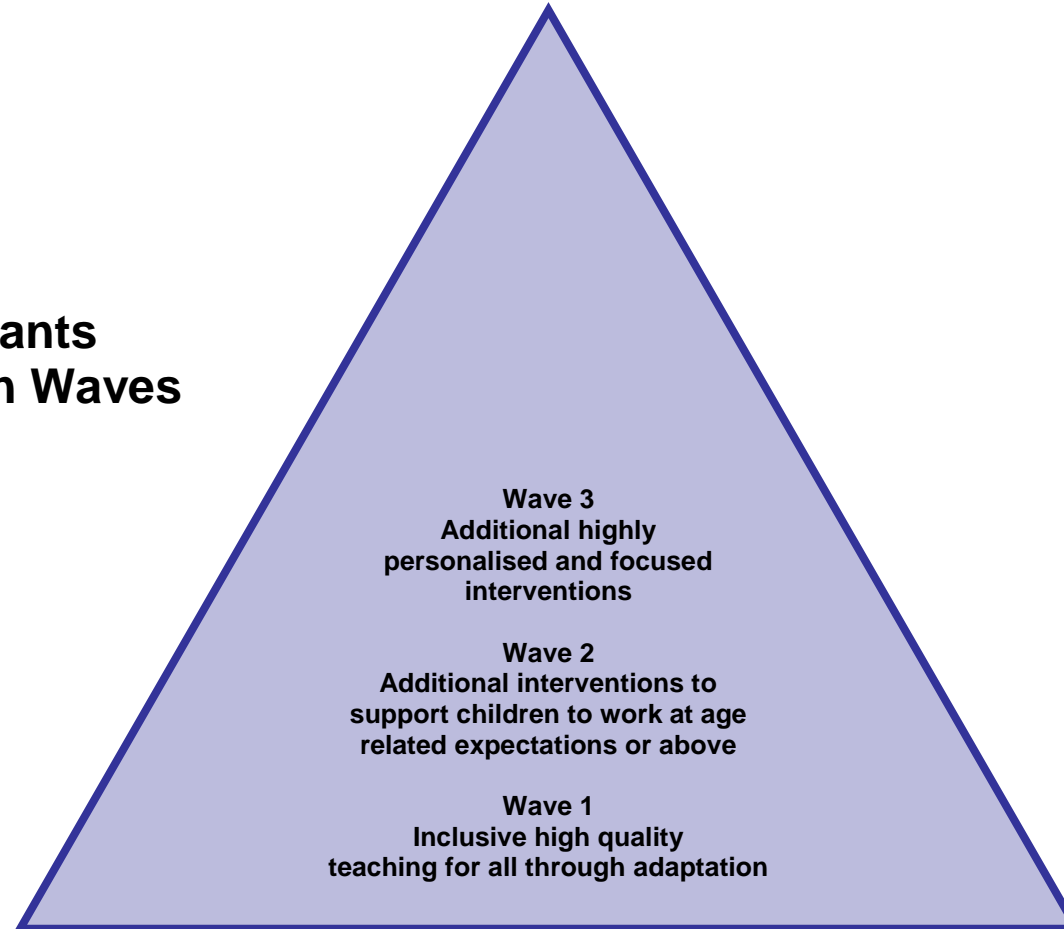 ants
n Waves
Wave 3
Additional highly
personalised and focused
interventions
Wave 2
Additional interventions to
support children to work at age
related expectations or above
Wave 1
Inclusive high quality
teaching for all through adaptation